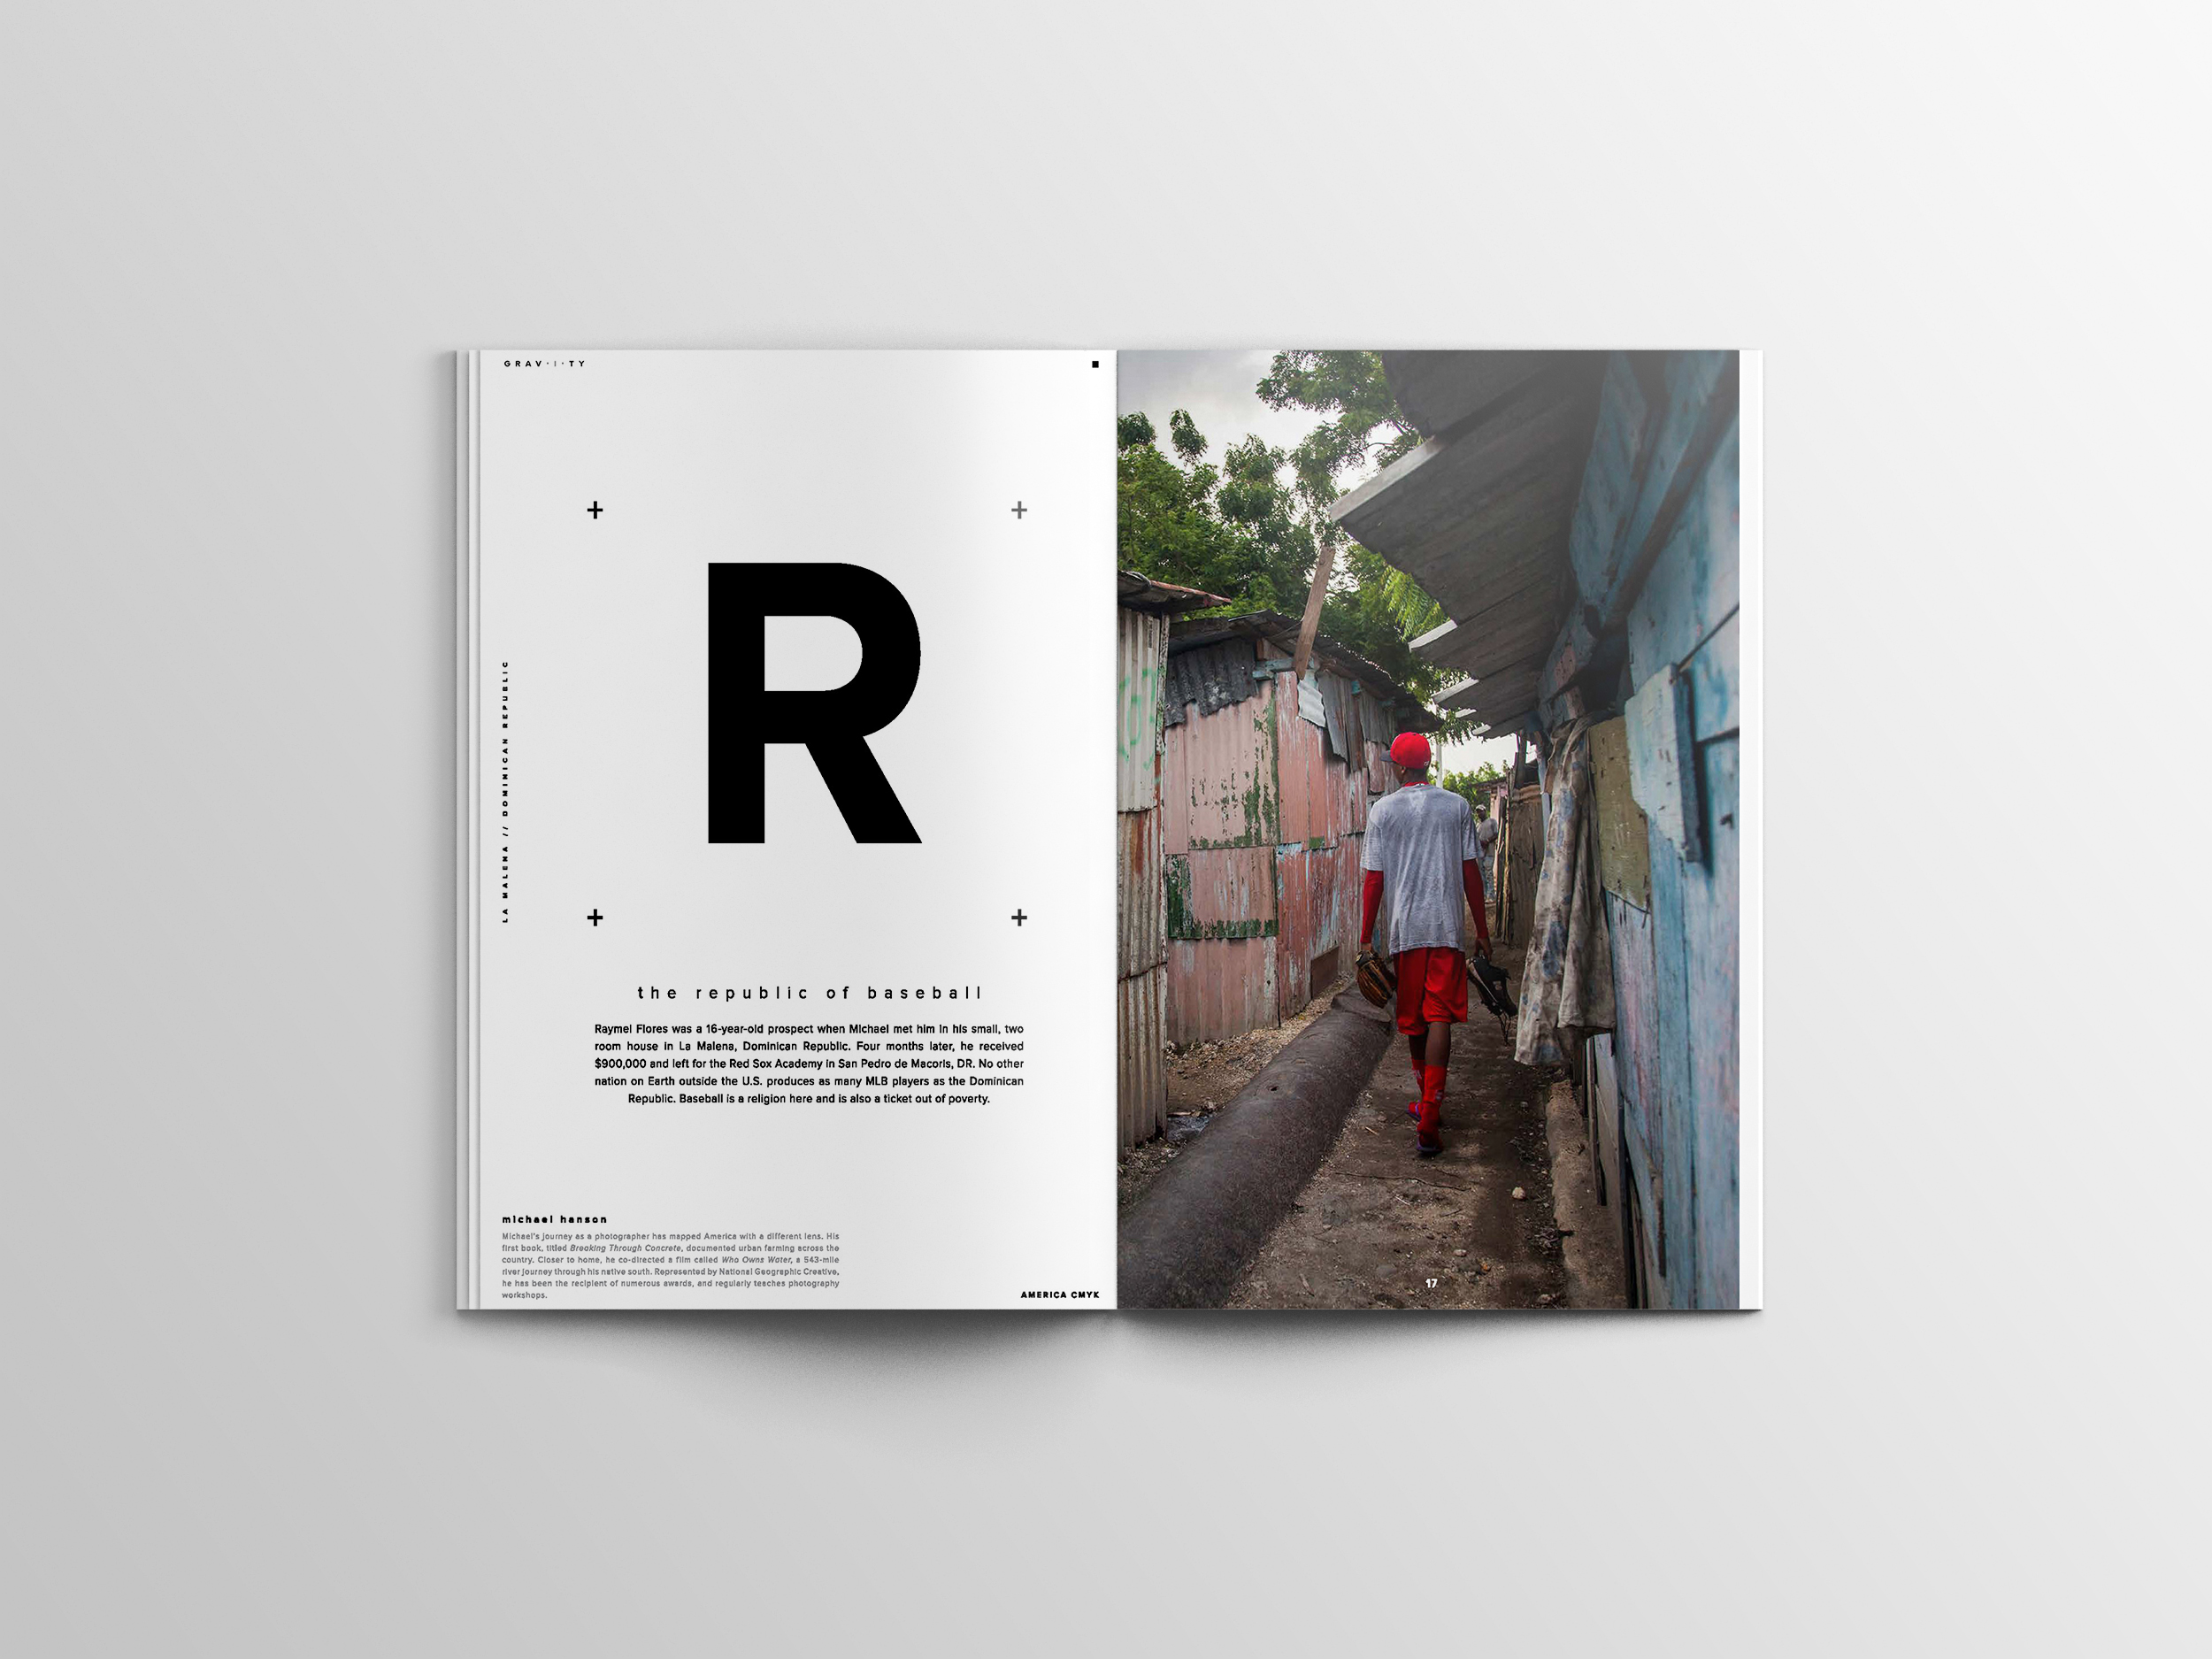 GRAV·I·TY
+ +
R
LA MALENA // DOMINICAN REPUBLIC
+ +
the republic of baseball
Raymel Flores was a 16-year-old prospect when Michael met him in his small, two
room house in La Malena, Dominican Republic. Four months later, he received
$900,000 and left for the Red Sox Academy in San Pedro de Macoris, DR. No other
nation on Earth outside the U.S. produces as many MLB players as the Dominican
Republic. Baseball is a religion here and is also a ticket out of poverty.
michael hanson
Michael's journey as a photographer has mapped America with a different lens. His
first book, titled Breaking Through Concrete, documented urban farming across the
country. Closer to home, he co-directed a film called Who Owns Water, a 543-mile
river journey through his native south. Represented by National Geographic Creative,
he has been the recipient of numerous awards, and regularly teaches photography
workshops.
AMERICA CMYK
17